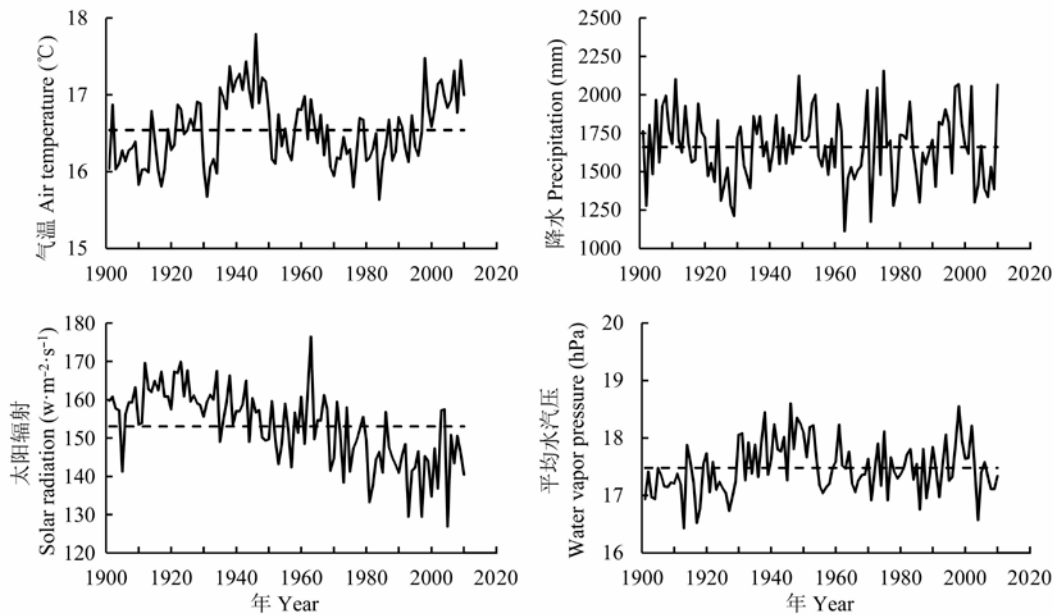 气温 Air temperature (℃)
18
17
16
15
1900 1920 1940 1960 1980 2000 2020
降水 Precipitation (mm)
2500
2250
2000
1750
1500
1250
1000
1900 1920 1940 1960 1980 2000 2020
太阳辐射
Solar radiation (w·m⁻²·s⁻¹)
180
170
160
150
140
130
120
1900 1920 1940 1960 1980 2000 2020
年 Year
平均水汽压
Water vapor pressure (hPa)
20
19
18
17
16
1900 1920 1940 1960 1980 2000 2020
年 Year